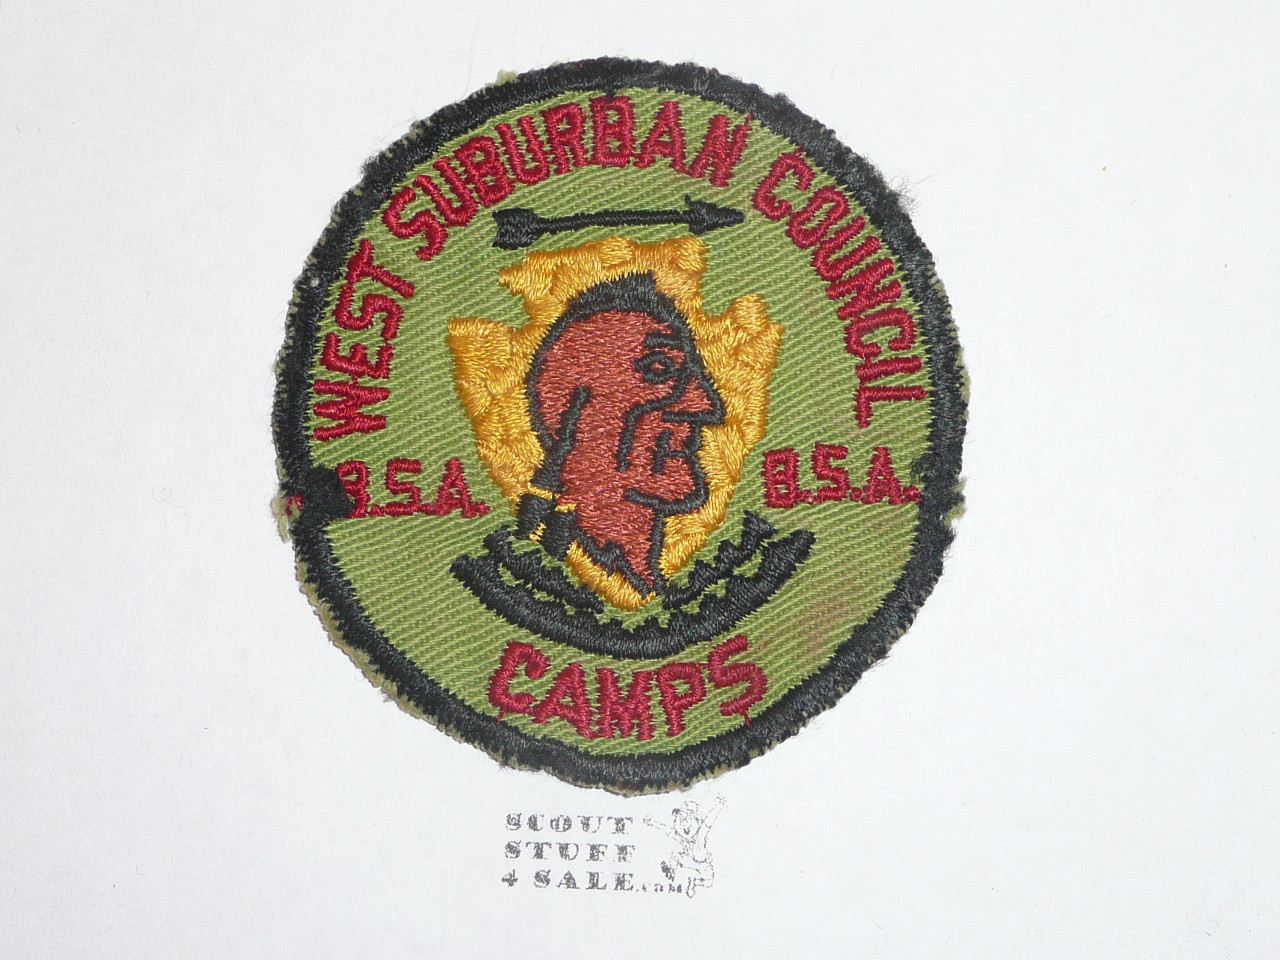 WEST SUBURBAN COUNCIL
B.S.A. B.S.A.
CAMPS
SCOUT
STUFF
4 SALE.com